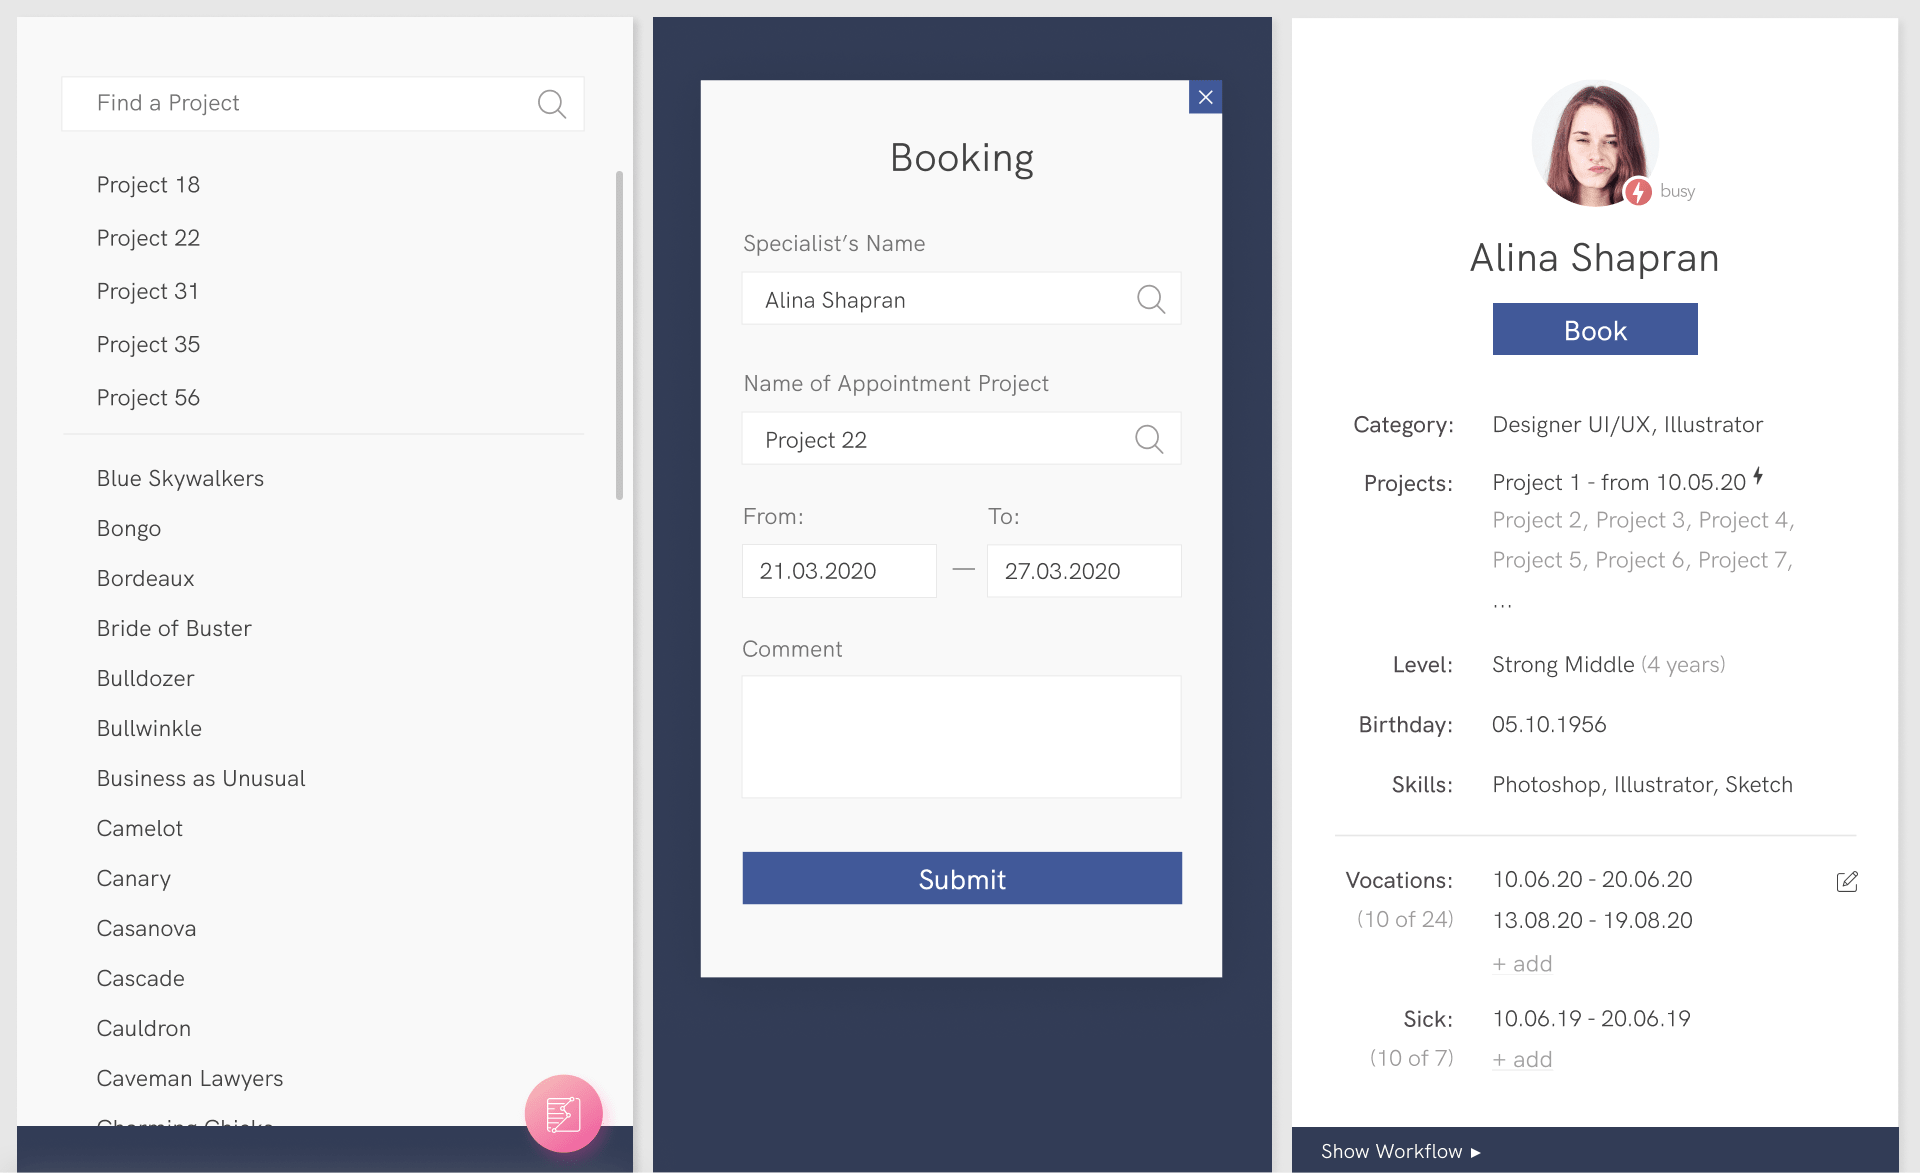 Find a Project
Project 18
Project 22
Project 31
Project 35
Project 56
Blue Skywalkers
Bongo
Bordeaux
Bride of Buster
Bulldozer
Bullwinkle
Business as Unusual
Camelot
Canary
Casanova
Cascade
Cauldron
Caveman Lawyers
Charming Chicks
Booking
Specialist’s Name
Alina Shapran
Name of Appointment Project
Project 22
From: To:
21.03.2020 — 27.03.2020
Comment
Submit
busy
Alina Shapran
Book
Category: Designer UI/UX, Illustrator
Projects: Project 1 - from 10.05.20
Project 2, Project 3, Project 4,
Project 5, Project 6, Project 7,
...
Level: Strong Middle (4 years)
Birthday: 05.10.1956
Skills: Photoshop, Illustrator, Sketch
Vocations: 10.06.20 - 20.06.20
(10 of 24) 13.08.20 - 19.08.20
+ add
Sick: 10.06.19 - 20.06.19
(10 of 7) + add
Show Workflow ▸